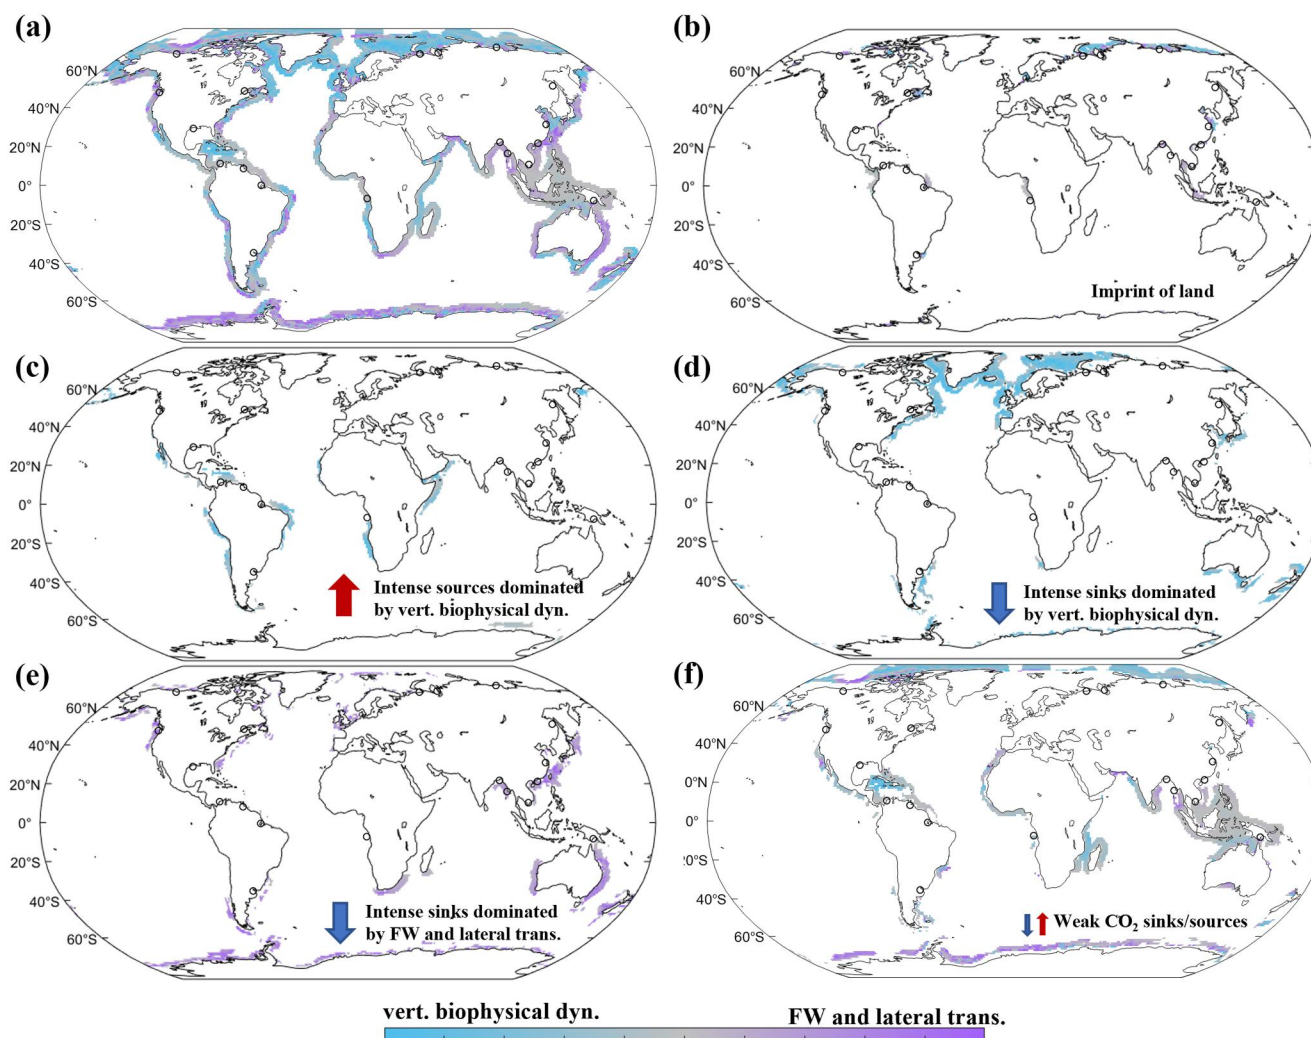 (a)
60°N
40°N
20°N
0°
20°S
40°S
60°S
(b)
60°N
40°N
20°N
0°
20°S
40°S
60°S
Imprint of land
(c)
60°N
40°N
20°N
0°
20°S
40°S
60°S
Intense sources dominated
by vert. biophysical dyn.
(d)
60°N
40°N
20°N
0°
20°S
40°S
60°S
Intense sinks dominated
by vert. biophysical dyn.
(e)
60°N
40°N
20°N
0°
20°S
40°S
60°S
Intense sinks dominated
by FW and lateral trans.
(f)
60°N
40°N
20°N
0°
20°S
40°S
60°S
Weak CO₂ sinks/sources
vert. biophysical dyn.
FW and lateral trans.